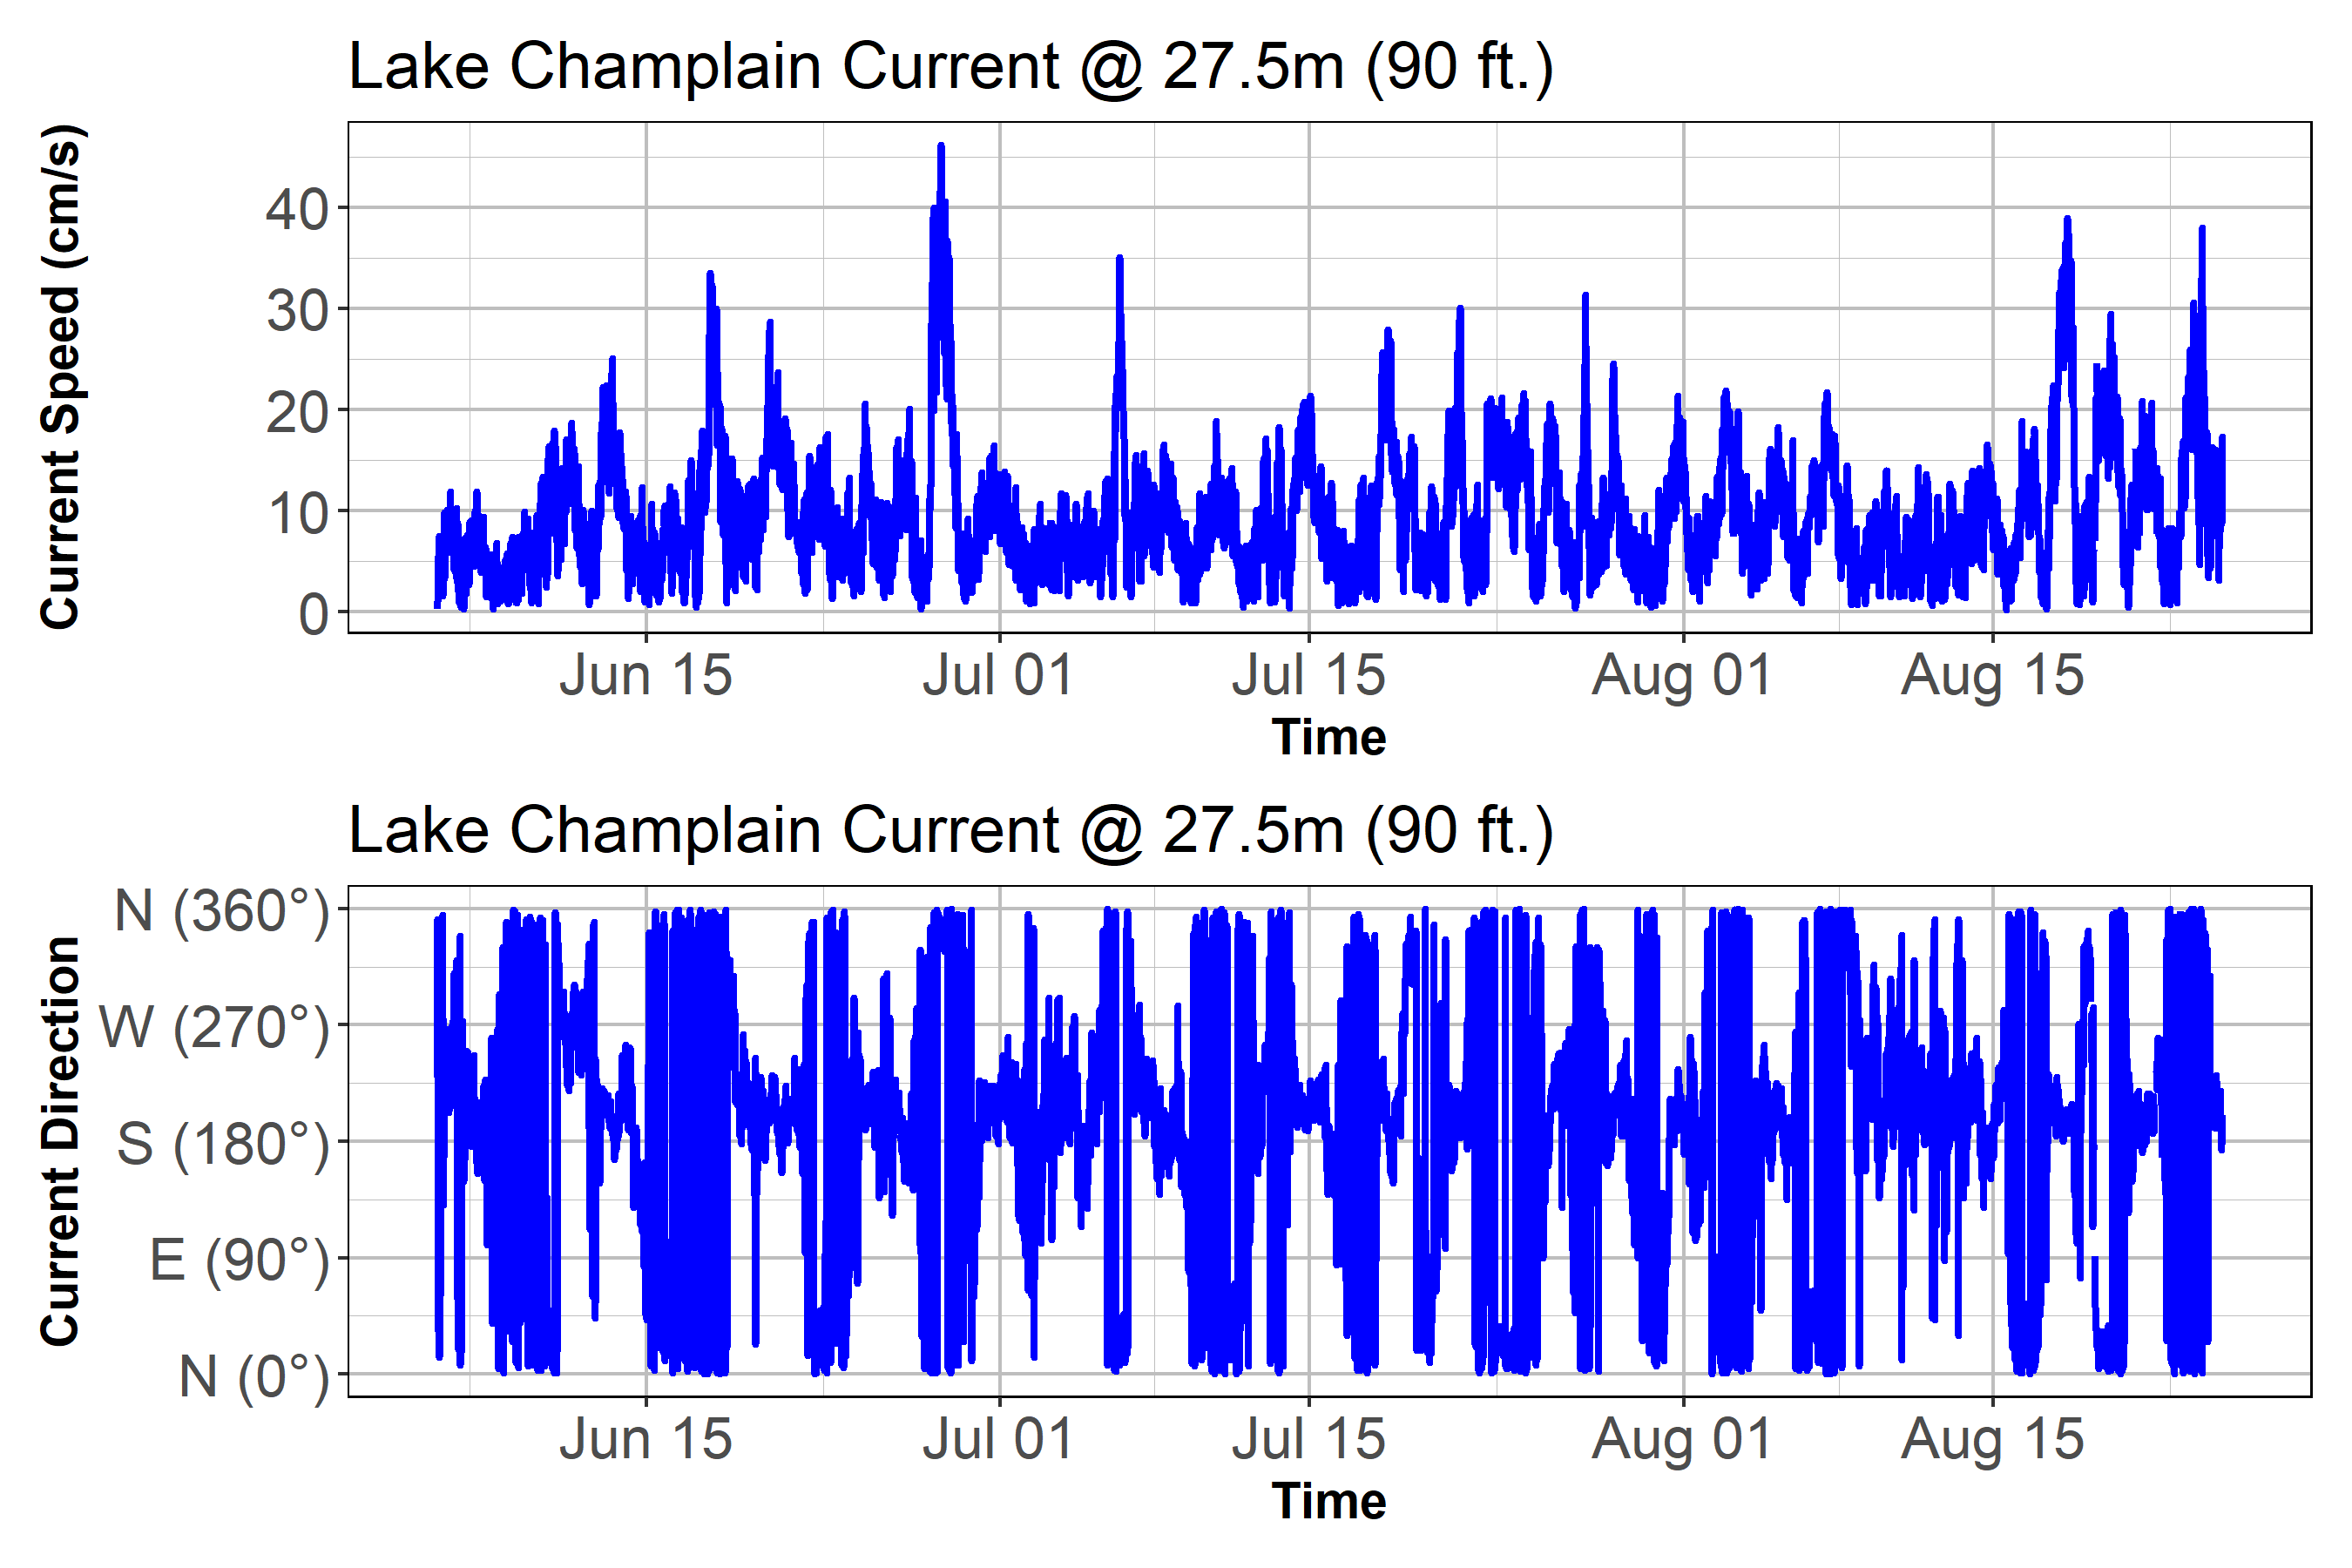 Lake Champlain Current @ 27.5m (90 ft.)
Current Speed (cm/s)
40
30
20
10
0
Jun 15 Jul 01 Jul 15 Aug 01 Aug 15
Time
Lake Champlain Current @ 27.5m (90 ft.)
Current Direction
N (360°)
W (270°)
S (180°)
E (90°)
N (0°)
Jun 15 Jul 01 Jul 15 Aug 01 Aug 15
Time